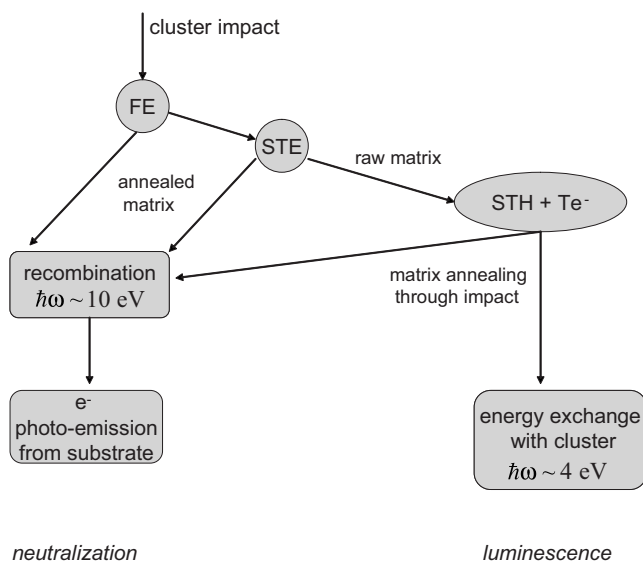 cluster impact
FE
STE
raw matrix
annealed
matrix
STH + Te⁻
recombination
ℏω ~ 10 eV
matrix annealing
through impact
e⁻
photo-emission
from substrate
energy exchange
with cluster
ℏω ~ 4 eV
neutralization
luminescence